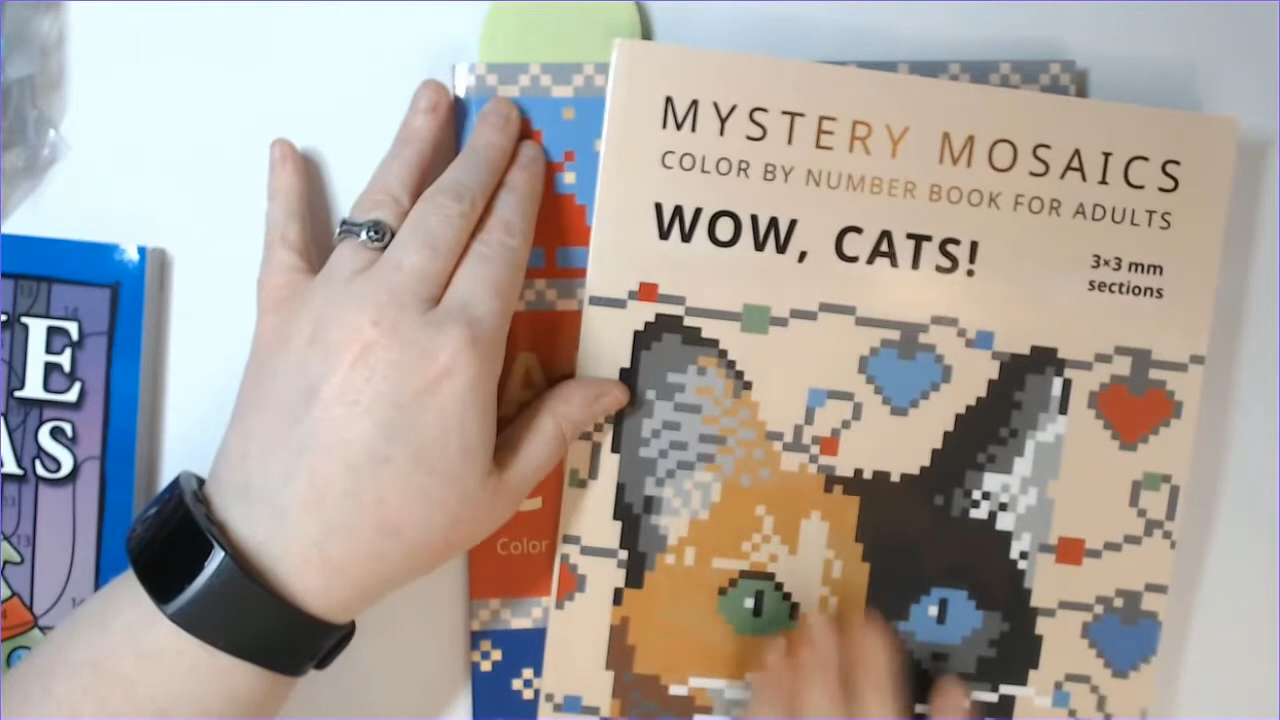 MYSTERY MOSAICS
COLOR BY NUMBER BOOK FOR ADULTS
WOW, CATS!
3×3 mm
sections
Color